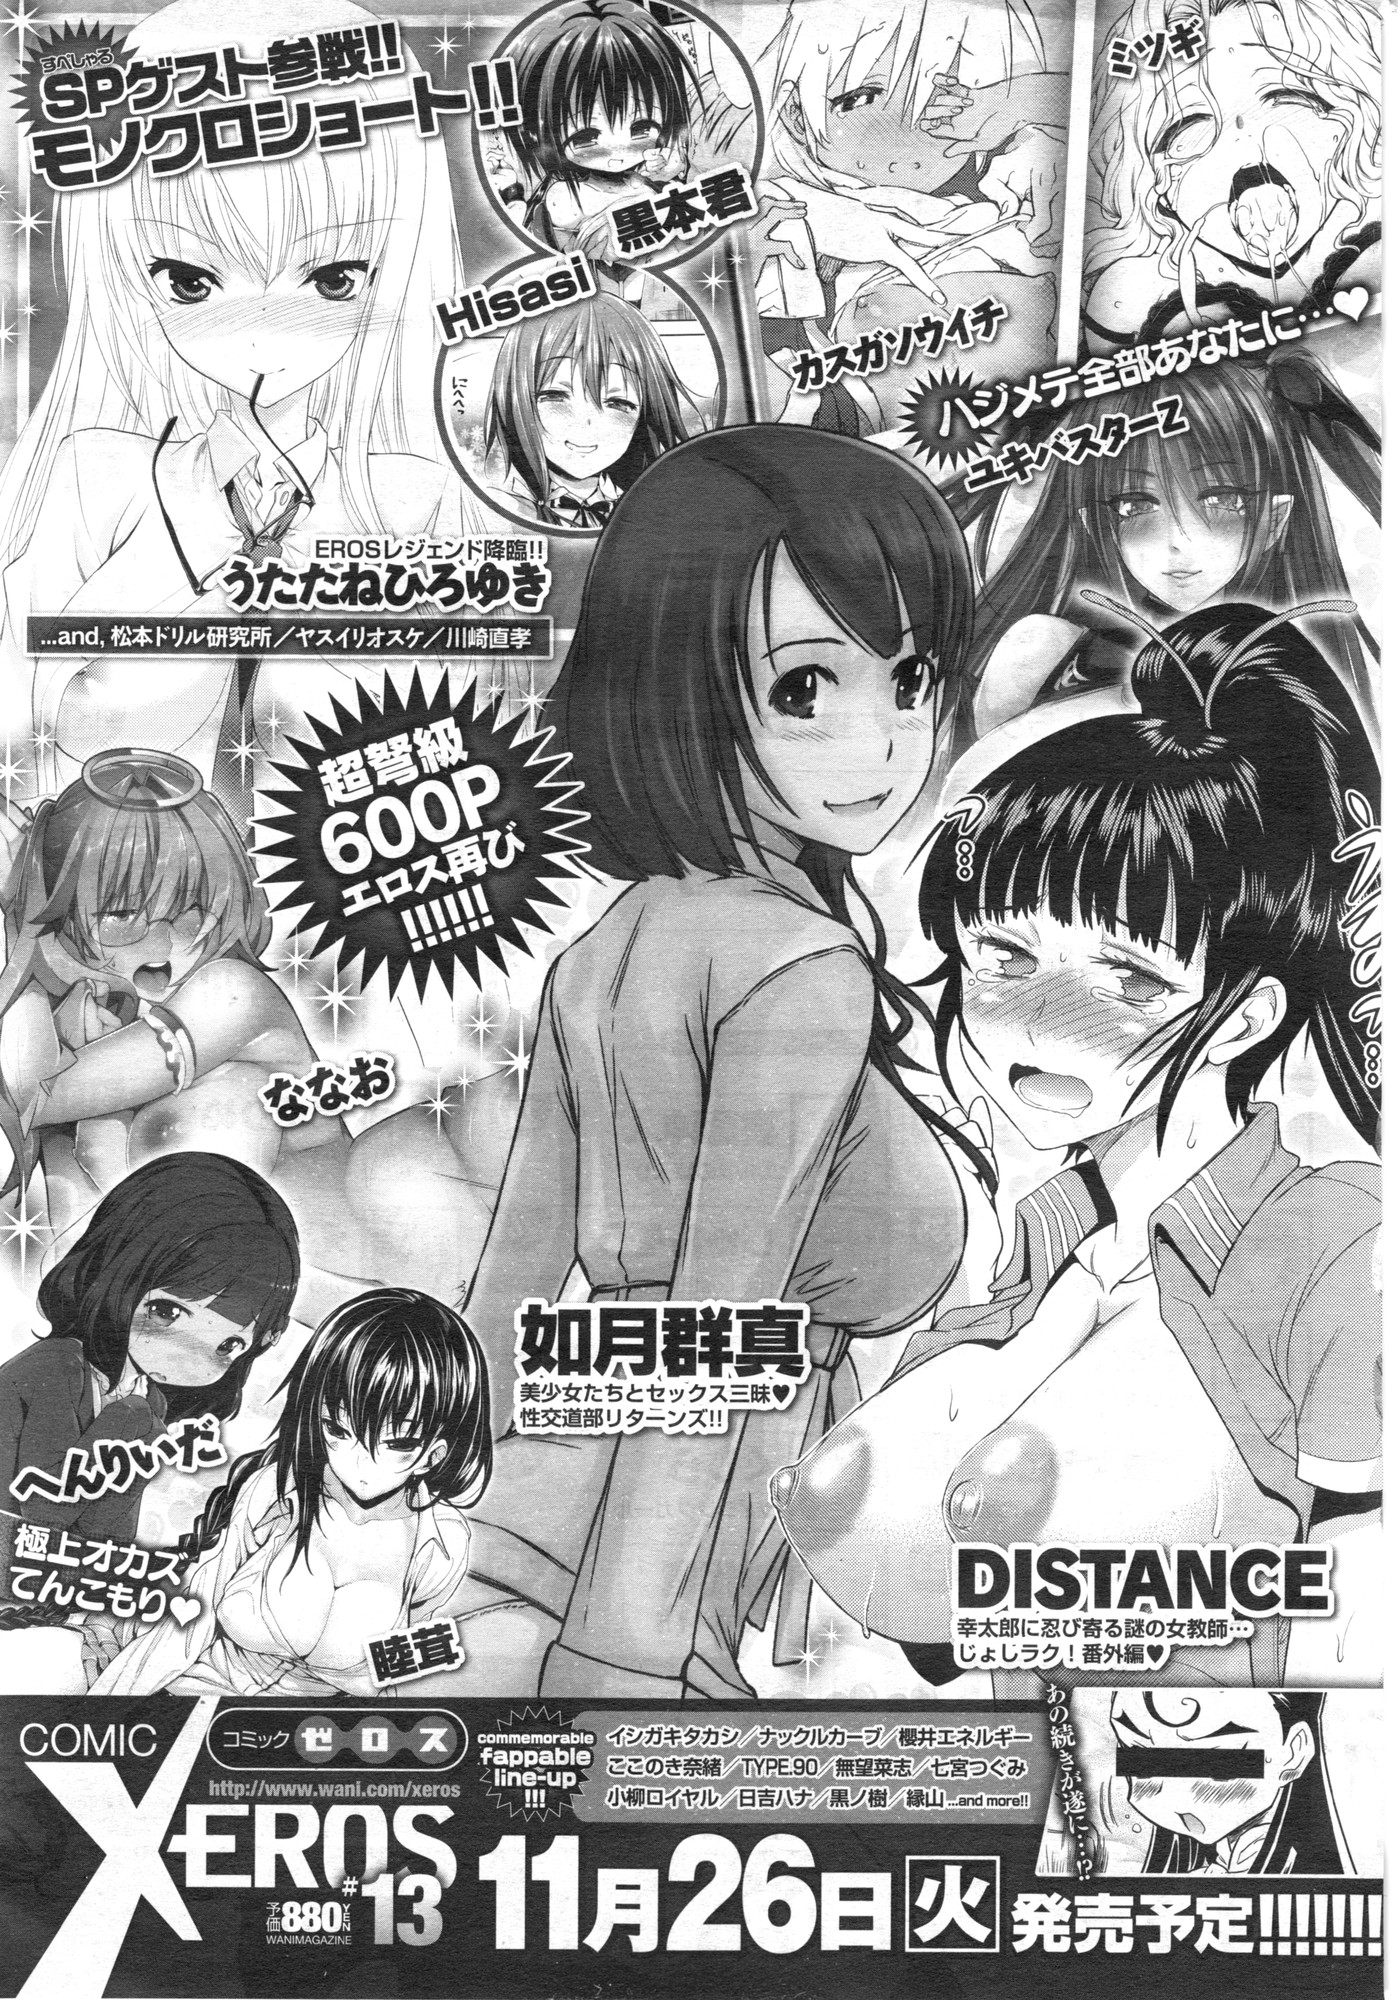 すぺしゃる
SPゲスト参戦!!
モノクロショート!!
黒本君
Hisasi
にへへっ
カスガソウイチ
ミツギ
ハジメテ全部あなたに…♥
ユキバスターZ
EROSレジェンド降臨!!
うたたねひろゆき
...and, 松本ドリル研究所／ヤスイリオスケ／川崎直孝
超弩級
600P
エロス再び
!!!!!!
ななお
如月群真
美少女たちとセックス三昧♥
性交道部リターンズ!!
へんりいだ
極上オカズ
てんこもり♥
睦茸
DISTANCE
幸太郎に忍び寄る謎の女教師…
じょしラク！番外編♥
COMIC
X-EROS
#13
コミック ゼロス
http://www.wani.com/xeros
commemorable
fappable
line-up
!!!
イシガキタカシ／ナックルカーブ／櫻井エネルギー
ここのき奈緒／TYPE.90／無望菜志／七宮つぐみ
小柳ロイヤル／日吉ハナ／黒ノ樹／縁山 ...and more!!
あの続きが遂に…!?
予価880YEN
WANIMAGAZINE
11月26日火発売予定!!!!!!!!